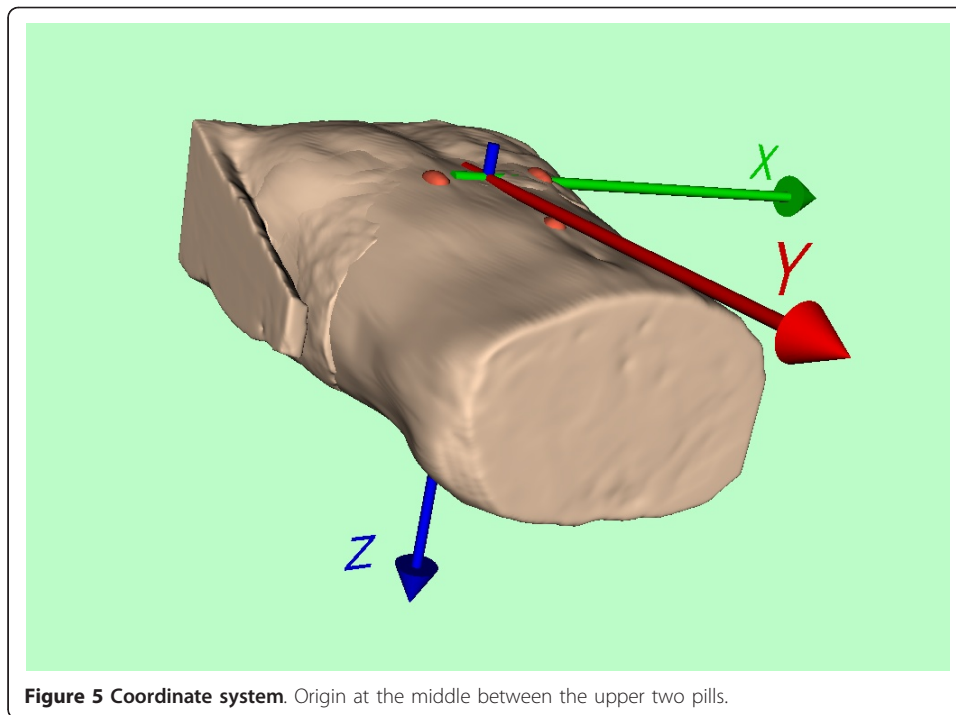 X
Y
Z
Figure 5 Coordinate system. Origin at the middle between the upper two pills.